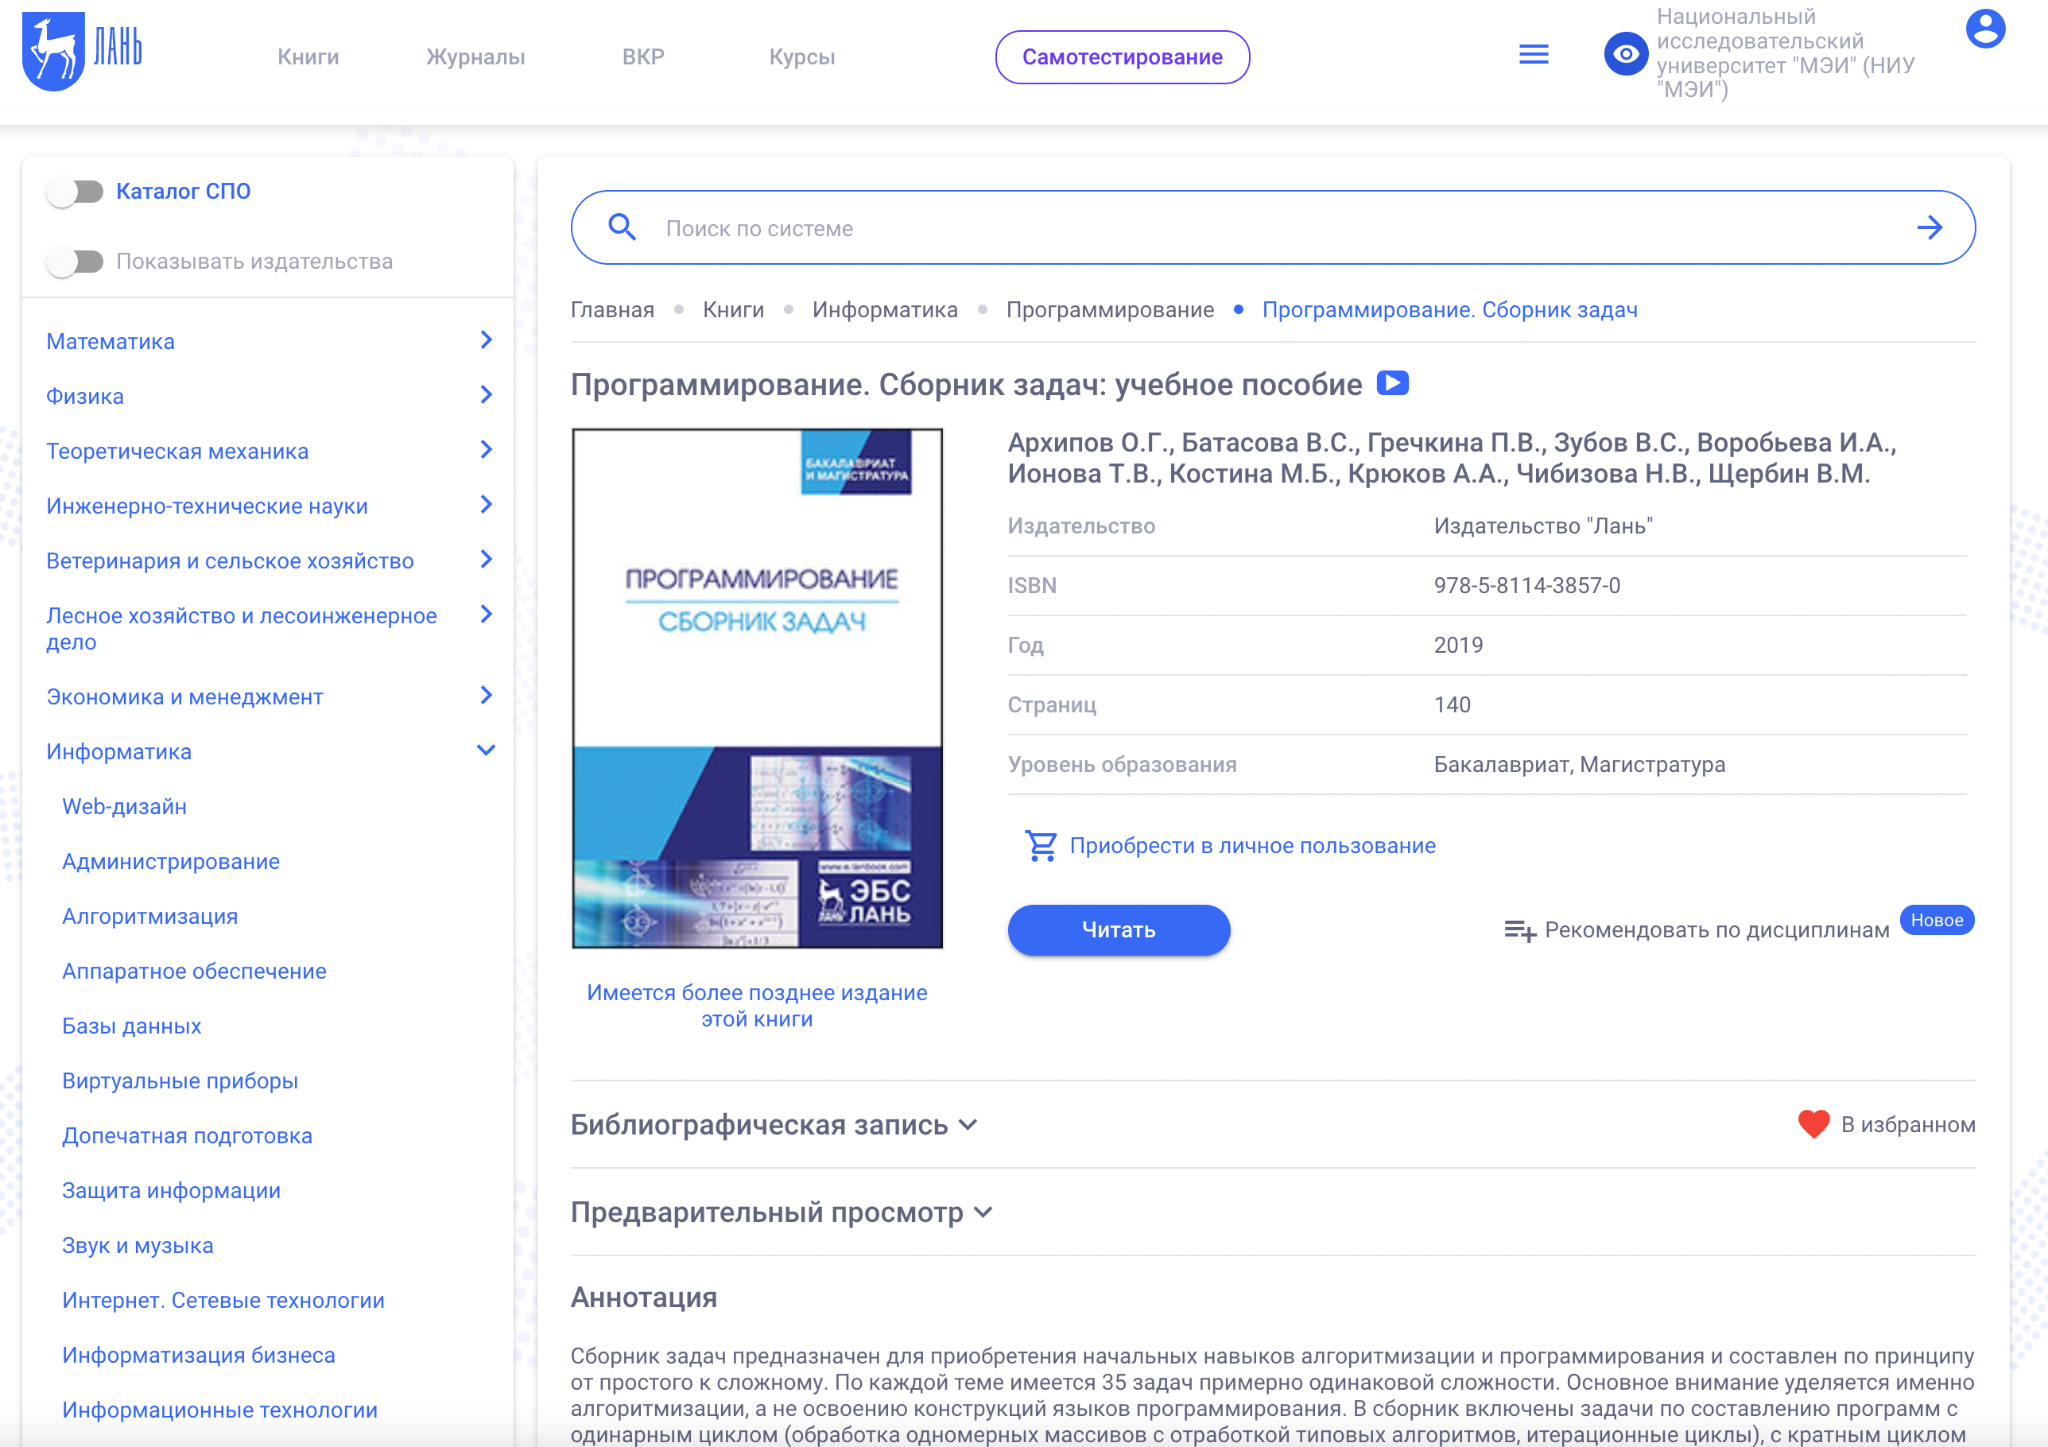 ЛАНЬ
Книги
Журналы
ВКР
Курсы
Самотестирование
Национальный
исследовательский
университет "МЭИ" (НИУ
"МЭИ")
Каталог СПО
Показывать издательства
Математика
Физика
Теоретическая механика
Инженерно-технические науки
Ветеринария и сельское хозяйство
Лесное хозяйство и лесоинженерное
дело
Экономика и менеджмент
Информатика
Web-дизайн
Администрирование
Алгоритмизация
Аппаратное обеспечение
Базы данных
Виртуальные приборы
Допечатная подготовка
Защита информации
Звук и музыка
Интернет. Сетевые технологии
Информатизация бизнеса
Информационные технологии
Поиск по системе
Главная • Книги • Информатика • Программирование • Программирование. Сборник задач
Программирование. Сборник задач: учебное пособие
БАКАЛАВРИАТ
И МАГИСТРАТУРА
ПРОГРАММИРОВАНИЕ
СБОРНИК ЗАДАЧ
www.e.lanbook.com
ЭБС
ЛАНЬ
Имеется более позднее издание
этой книги
Архипов О.Г., Батасова В.С., Гречкина П.В., Зубов В.С., Воробьева И.А.,
Ионова Т.В., Костина М.Б., Крюков А.А., Чибизова Н.В., Щербин В.М.
Издательство Издательство "Лань"
ISBN 978-5-8114-3857-0
Год 2019
Страниц 140
Уровень образования Бакалавриат, Магистратура
Приобрести в личное пользование
Читать
Рекомендовать по дисциплинам Новое
Библиографическая запись
В избранном
Предварительный просмотр
Аннотация
Сборник задач предназначен для приобретения начальных навыков алгоритмизации и программирования и составлен по принципу
от простого к сложному. По каждой теме имеется 35 задач примерно одинаковой сложности. Основное внимание уделяется именно
алгоритмизации, а не освоению конструкций языков программирования. В сборник включены задачи по составлению программ с
одинарным циклом (обработка одномерных массивов с отработкой типовых алгоритмов, итерационные циклы), с кратным циклом